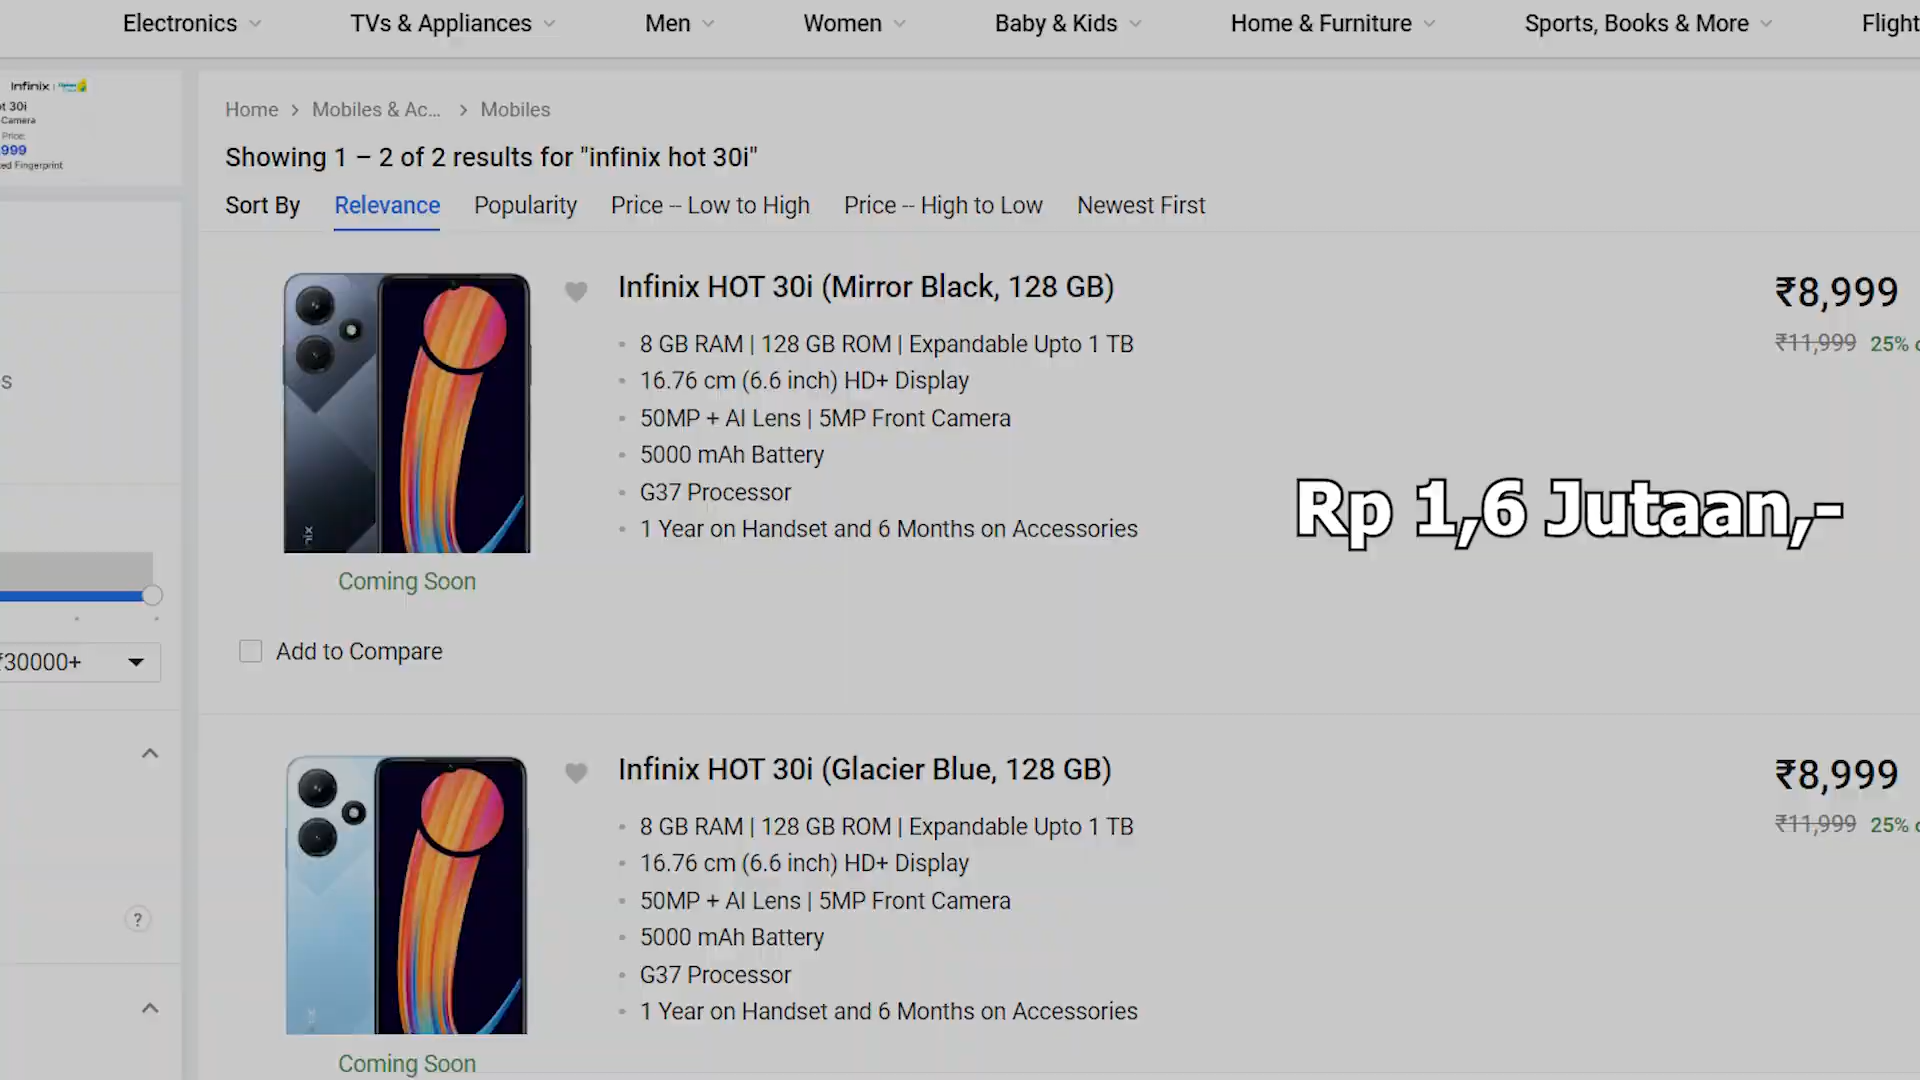 Electronics
TVs & Appliances
Men
Women
Baby & Kids
Home & Furniture
Sports, Books & More
Flight
Infinix
t 30i
Camera
Price:
999
ed Fingerprint
Home > Mobiles & Ac... > Mobiles
Showing 1 – 2 of 2 results for "infinix hot 30i"
Sort By Relevance Popularity Price -- Low to High Price -- High to Low Newest First
Infinix HOT 30i (Mirror Black, 128 GB)
₹8,999
₹11,999 25%
8 GB RAM | 128 GB ROM | Expandable Upto 1 TB
16.76 cm (6.6 inch) HD+ Display
50MP + AI Lens | 5MP Front Camera
5000 mAh Battery
G37 Processor
1 Year on Handset and 6 Months on Accessories
Coming Soon
Add to Compare
Rp 1,6 Jutaan,-
s
₹30000+
?
Infinix HOT 30i (Glacier Blue, 128 GB)
₹8,999
₹11,999 25%
8 GB RAM | 128 GB ROM | Expandable Upto 1 TB
16.76 cm (6.6 inch) HD+ Display
50MP + AI Lens | 5MP Front Camera
5000 mAh Battery
G37 Processor
1 Year on Handset and 6 Months on Accessories
Coming Soon